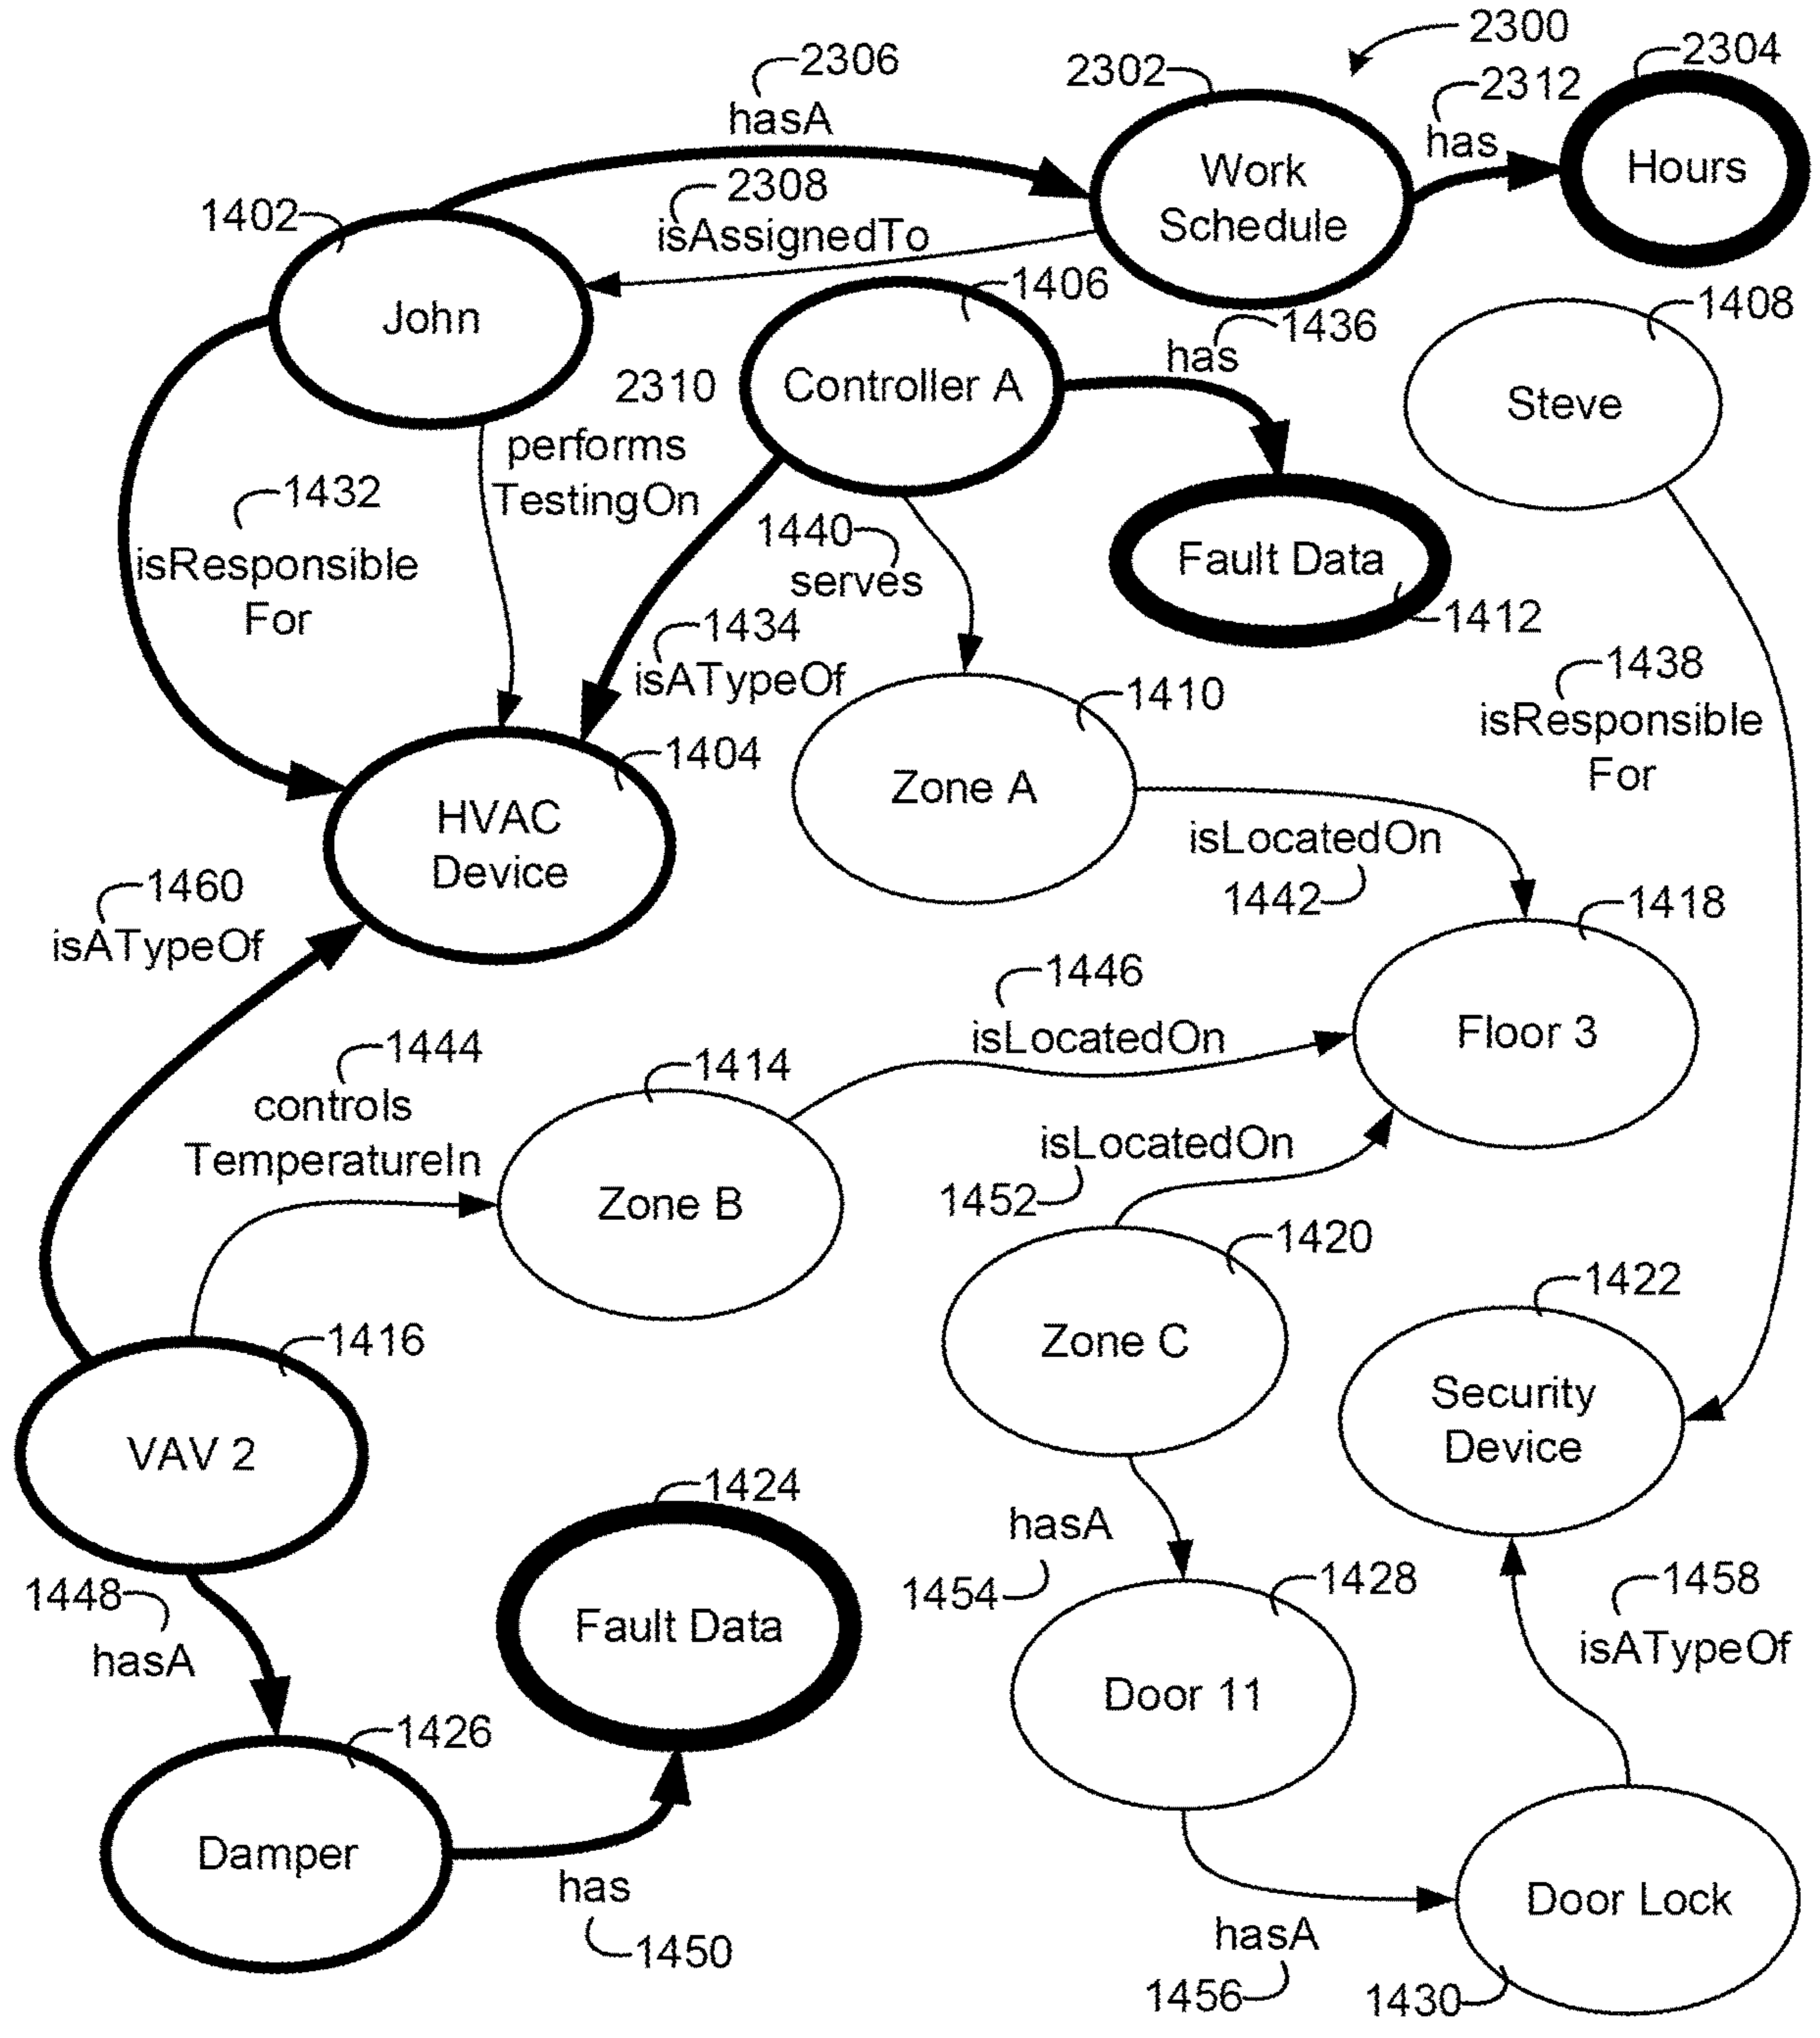 2300
2306
2302
2304
2312
hasA
has
Work
Schedule
Hours
2308
isAssignedTo
1402
John
1406
1436
has
1408
2310
Controller A
Steve
performs
TestingOn
1432
isResponsible
For
1440
serves
Fault Data
1412
1434
isATypeOf
1438
isResponsible
For
1410
1404
Zone A
HVAC
Device
isLocatedOn
1442
1418
1460
isATypeOf
1446
isLocatedOn
Floor 3
1444
controls
TemperatureIn
1414
Zone B
isLocatedOn
1452
1420
1422
Zone C
1416
VAV 2
Security
Device
1424
Fault Data
hasA
1454
1428
1448
hasA
1458
isATypeOf
Door 11
1426
Damper
has
1450
Door Lock
hasA
1456
1430